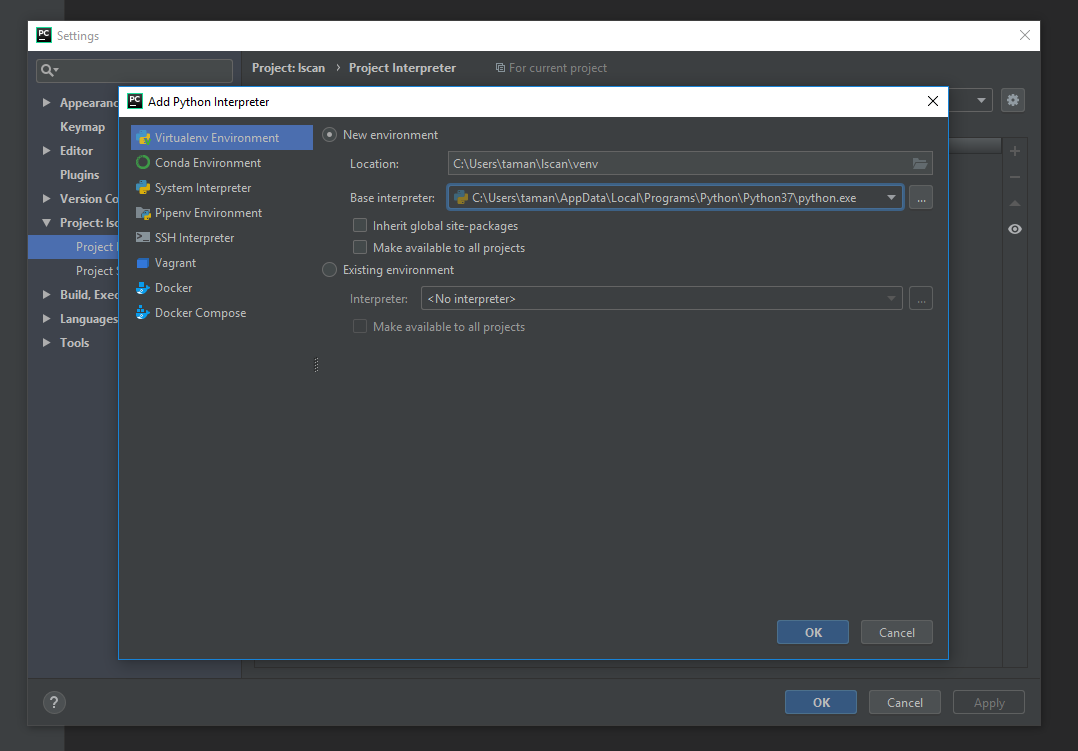 PC Settings
Project: Iscan › Project Interpreter For current project
PC Add Python Interpreter
Appearanc
Keymap
Editor
Plugins
Version Co
Project: Isc
Project I
Project S
Build, Exec
Languages
Tools
Virtualenv Environment
Conda Environment
System Interpreter
Pipenv Environment
SSH Interpreter
Vagrant
Docker
Docker Compose
New environment
Location: C:\Users\taman\Iscan\venv
Base interpreter: C:\Users\taman\AppData\Local\Programs\Python\Python37\python.exe ...
Inherit global site-packages
Make available to all projects
Existing environment
Interpreter: <No interpreter> ...
Make available to all projects
OK Cancel
? OK Cancel Apply